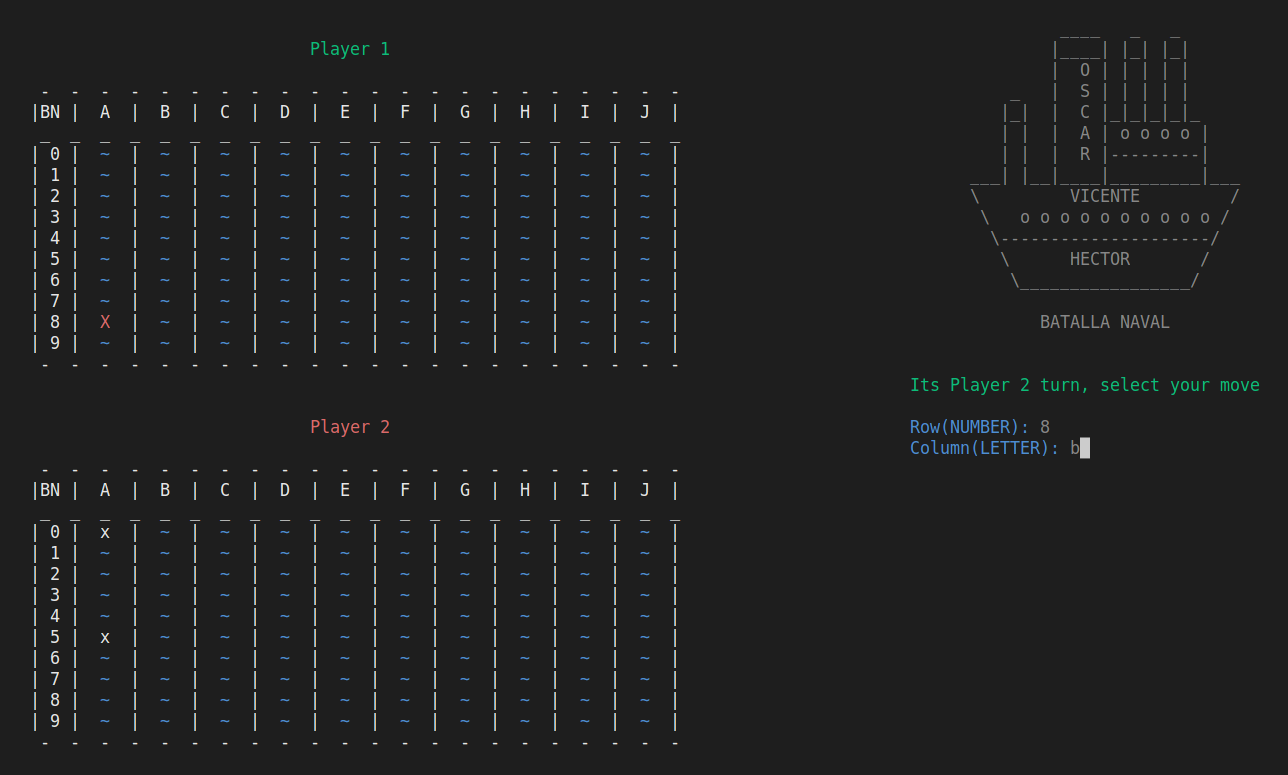 Player 1
- - - - - - - - - - - - - - - - - - - - - -
|BN | A | B | C | D | E | F | G | H | I | J |
_ _ _ _ _ _ _ _ _ _ _ _ _ _ _ _ _ _ _ _ _ _
| 0 | ~ | ~ | ~ | ~ | ~ | ~ | ~ | ~ | ~ | ~ |
| 1 | ~ | ~ | ~ | ~ | ~ | ~ | ~ | ~ | ~ | ~ |
| 2 | ~ | ~ | ~ | ~ | ~ | ~ | ~ | ~ | ~ | ~ |
| 3 | ~ | ~ | ~ | ~ | ~ | ~ | ~ | ~ | ~ | ~ |
| 4 | ~ | ~ | ~ | ~ | ~ | ~ | ~ | ~ | ~ | ~ |
| 5 | ~ | ~ | ~ | ~ | ~ | ~ | ~ | ~ | ~ | ~ |
| 6 | ~ | ~ | ~ | ~ | ~ | ~ | ~ | ~ | ~ | ~ |
| 7 | ~ | ~ | ~ | ~ | ~ | ~ | ~ | ~ | ~ | ~ |
| 8 | X | ~ | ~ | ~ | ~ | ~ | ~ | ~ | ~ | ~ |
| 9 | ~ | ~ | ~ | ~ | ~ | ~ | ~ | ~ | ~ | ~ |
- - - - - - - - - - - - - - - - - - - - - -
Player 2
- - - - - - - - - - - - - - - - - - - - - -
|BN | A | B | C | D | E | F | G | H | I | J |
_ _ _ _ _ _ _ _ _ _ _ _ _ _ _ _ _ _ _ _ _ _
| 0 | x | ~ | ~ | ~ | ~ | ~ | ~ | ~ | ~ | ~ |
| 1 | ~ | ~ | ~ | ~ | ~ | ~ | ~ | ~ | ~ | ~ |
| 2 | ~ | ~ | ~ | ~ | ~ | ~ | ~ | ~ | ~ | ~ |
| 3 | ~ | ~ | ~ | ~ | ~ | ~ | ~ | ~ | ~ | ~ |
| 4 | ~ | ~ | ~ | ~ | ~ | ~ | ~ | ~ | ~ | ~ |
| 5 | x | ~ | ~ | ~ | ~ | ~ | ~ | ~ | ~ | ~ |
| 6 | ~ | ~ | ~ | ~ | ~ | ~ | ~ | ~ | ~ | ~ |
| 7 | ~ | ~ | ~ | ~ | ~ | ~ | ~ | ~ | ~ | ~ |
| 8 | ~ | ~ | ~ | ~ | ~ | ~ | ~ | ~ | ~ | ~ |
| 9 | ~ | ~ | ~ | ~ | ~ | ~ | ~ | ~ | ~ | ~ |
- - - - - - - - - - - - - - - - - - - - - -
O
S
C
A | o o o o |
R |---------|
VICENTE
\ o o o o o o o o o o /
\---------------------/
\ HECTOR /
\_________________/
BATALLA NAVAL
Its Player 2 turn, select your move
Row(NUMBER): 8
Column(LETTER): b